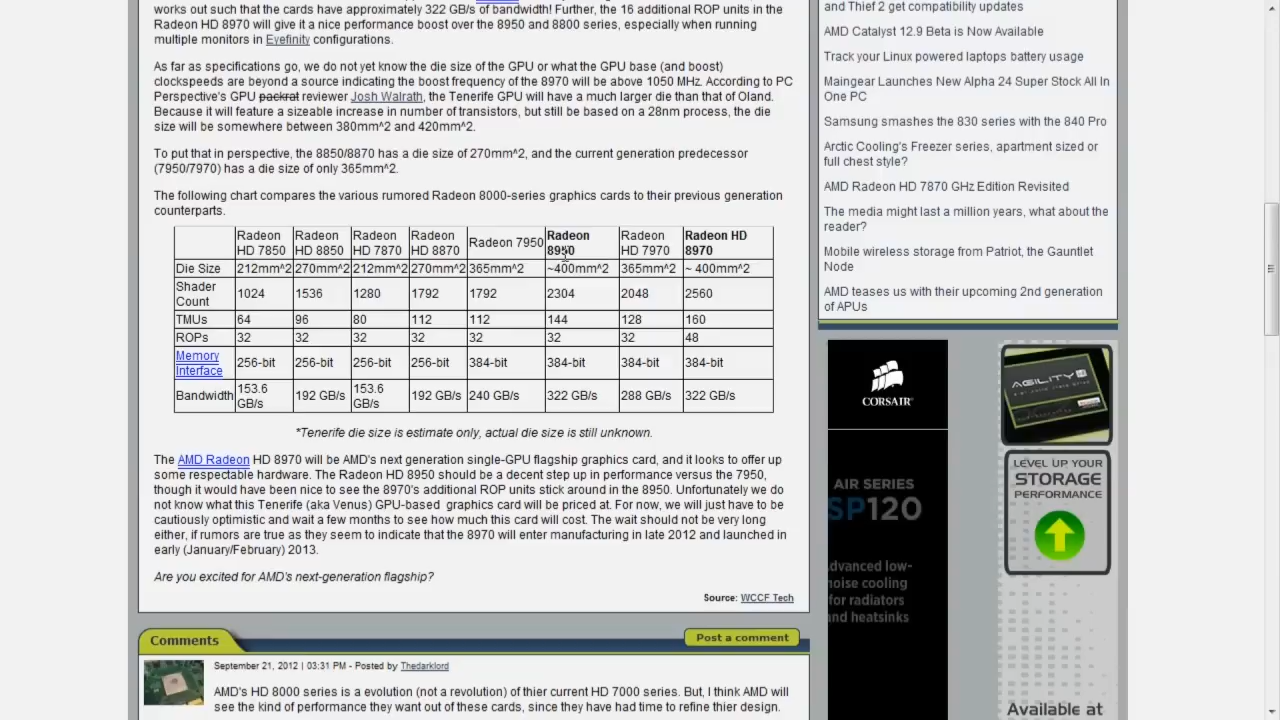 works out such that the cards have approximately 322 GB/s of bandwidth! Further, the 16 additional ROP units in the
Radeon HD 8970 will give it a nice performance boost over the 8950 and 8800 series, especially when running
multiple monitors in Eyefinity configurations.
As far as specifications go, we do not yet know the die size of the GPU or what the GPU base (and boost)
clockspeeds are beyond a source indicating the boost frequency of the 8970 will be above 1050 MHz. According to PC
Perspective's GPU packrat reviewer Josh Walrath, the Tenerife GPU will have a much larger die than that of Oland.
Because it will feature a sizeable increase in number of transistors, but still be based on a 28nm process, the die
size will be somewhere between 380mm^2 and 420mm^2.
To put that in perspective, the 8850/8870 has a die size of 270mm^2, and the current generation predecessor
(7950/7970) has a die size of only 365mm^2.
The following chart compares the various rumored Radeon 8000-series graphics cards to their previous generation
counterparts.
Radeon HD 7850 Radeon HD 8850 Radeon HD 7870 Radeon HD 8870 Radeon 7950 Radeon 8950 Radeon HD 7970 Radeon HD 8970
Die Size 212mm^2 270mm^2 212mm^2 270mm^2 365mm^2 ~400mm^2 365mm^2 ~ 400mm^2
Shader Count 1024 1536 1280 1792 1792 2304 2048 2560
TMUs 64 96 80 112 112 144 128 160
ROPs 32 32 32 32 32 32 32 48
Memory Interface 256-bit 256-bit 256-bit 256-bit 384-bit 384-bit 384-bit 384-bit
Bandwidth 153.6 GB/s 192 GB/s 153.6 GB/s 192 GB/s 240 GB/s 322 GB/s 288 GB/s 322 GB/s
*Tenerife die size is estimate only, actual die size is still unknown.
The AMD Radeon HD 8970 will be AMD's next generation single-GPU flagship graphics card, and it looks to offer up
some respectable hardware. The Radeon HD 8950 should be a decent step up in performance versus the 7950,
though it would have been nice to see the 8970's additional ROP units stick around in the 8950. Unfortunately we do
not know what this Tenerife (aka Venus) GPU-based graphics card will be priced at. For now, we will just have to be
cautiously optimistic and wait a few months to see how much this card will cost. The wait should not be very long
either, if rumors are true as they seem to indicate that the 8970 will enter manufacturing in late 2012 and launched in
early (January/February) 2013.
Are you excited for AMD's next-generation flagship?
Source: WCCF Tech
Comments
Post a comment
September 21, 2012 | 03:31 PM - Posted by Thedarklord
AMD's HD 8000 series is a evolution (not a revolution) of thier current HD 7000 series. But, I think AMD will
see the kind of performance they want out of these cards, since they have had time to refine thier design.
and Thief 2 get compatibility updates
AMD Catalyst 12.9 Beta is Now Available
Track your Linux powered laptops battery usage
Maingear Launches New Alpha 24 Super Stock All In
One PC
Samsung smashes the 830 series with the 840 Pro
Arctic Cooling's Freezer series, apartment sized or
full chest style?
AMD Radeon HD 7870 GHz Edition Revisited
The media might last a million years, what about the
reader?
Mobile wireless storage from Patriot, the Gauntlet
Node
AMD teases us with their upcoming 2nd generation
of APUs
CORSAIR
AIR SERIES
SP120
dvanced low-
noise cooling
for radiators
and heatsinks
AGILITY
LEVEL UP YOUR
STORAGE
PERFORMANCE
Available at